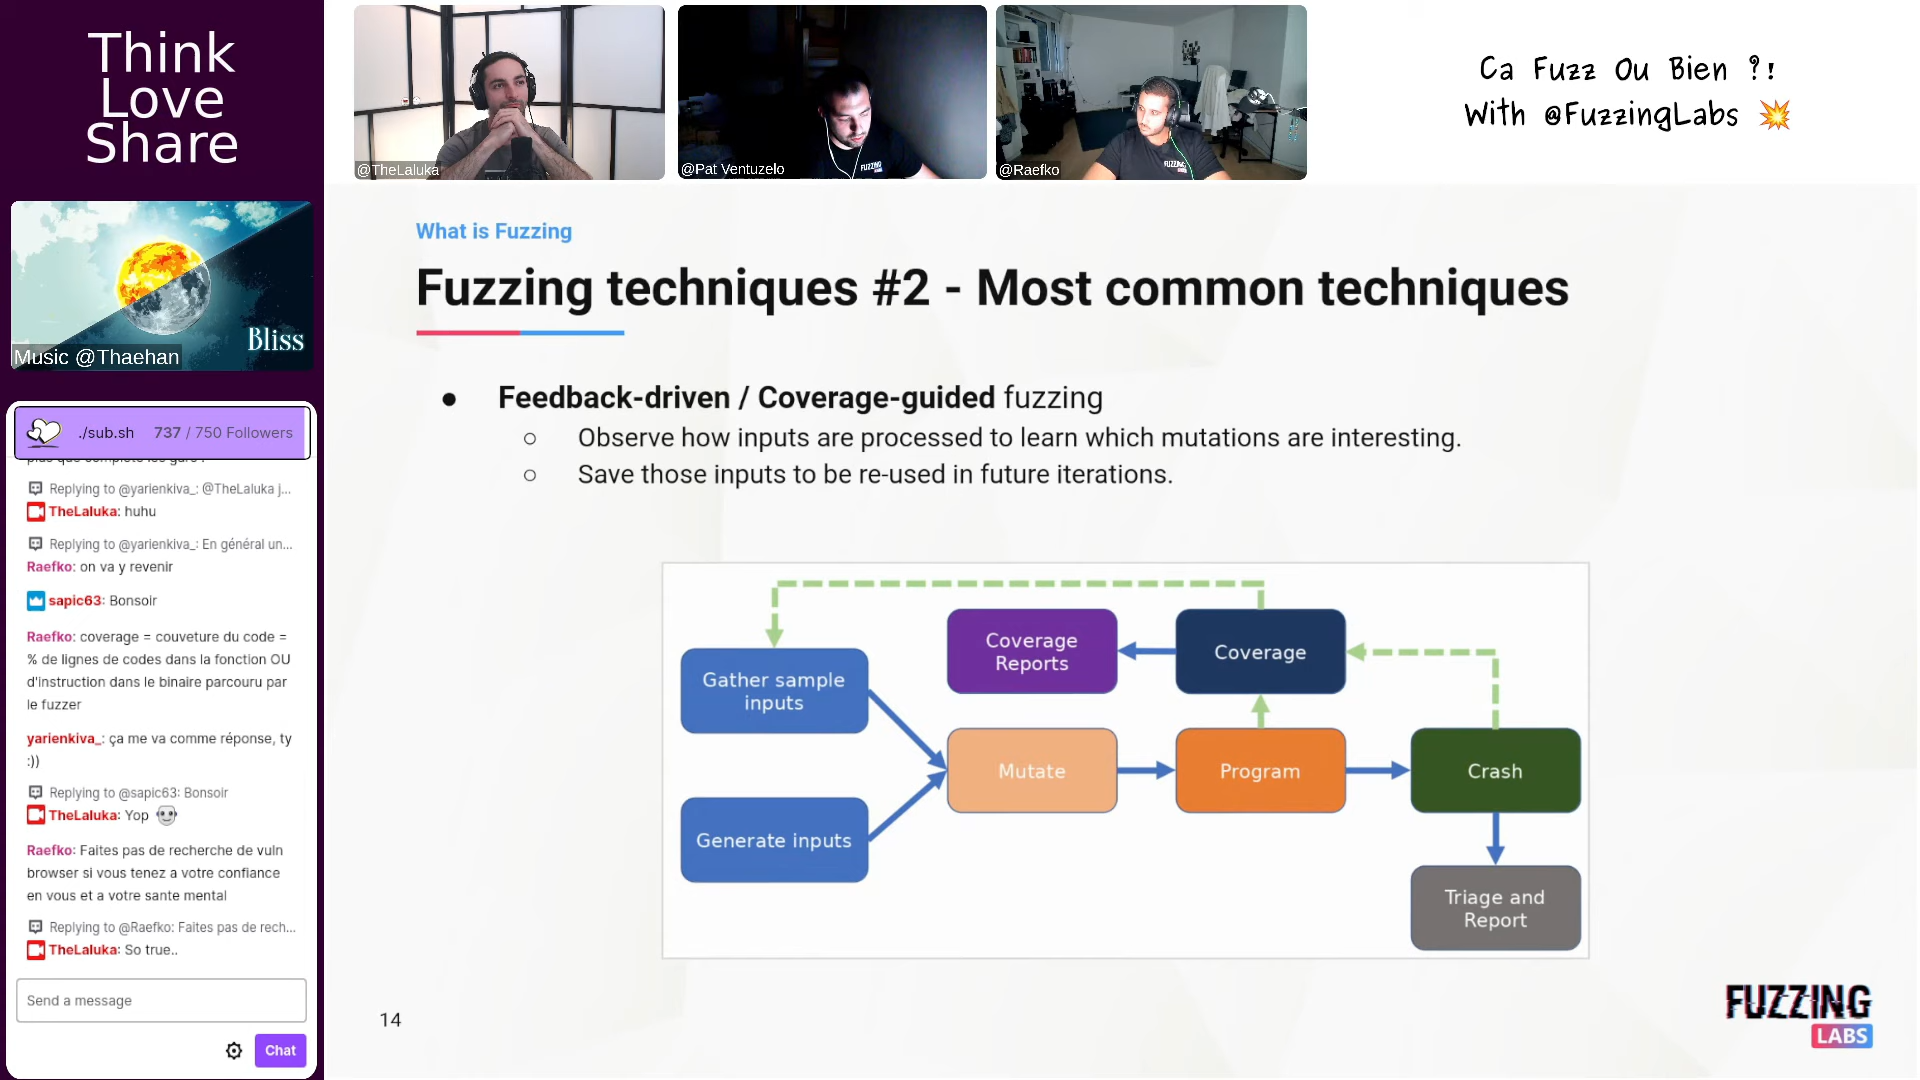 Think
Love
Share
Bliss
Music @Thaehan
./sub.sh 737 / 750 Followers
Replying to @yarienkiva_: @TheLaluka j...
TheLaluka: huhu
Replying to @yarienkiva_: En général un...
Raefko: on va y revenir
sapic63: Bonsoir
Raefko: coverage = couveture du code =
% de lignes de codes dans la fonction OU
d'instruction dans le binaire parcouru par
le fuzzer
yarienkiva_: ça me va comme réponse, ty
:))
Replying to @sapic63: Bonsoir
TheLaluka: Yop
Raefko: Faites pas de recherche de vuln
browser si vous tenez a votre confiance
en vous et a votre sante mental
Replying to @Raefko: Faites pas de rech...
TheLaluka: So true..
Send a message
Chat
@TheLaluka
@Pat Ventuzelo
FUZZING
LABS
@Raefko
FUZZING
Ca Fuzz Ou Bien ?!
With @FuzzingLabs
What is Fuzzing
Fuzzing techniques #2 - Most common techniques
● Feedback-driven / Coverage-guided fuzzing
○ Observe how inputs are processed to learn which mutations are interesting.
○ Save those inputs to be re-used in future iterations.
Gather sample
inputs
Generate inputs
Coverage
Reports
Coverage
Mutate
Program
Crash
Triage and
Report
14
FUZZING
LABS